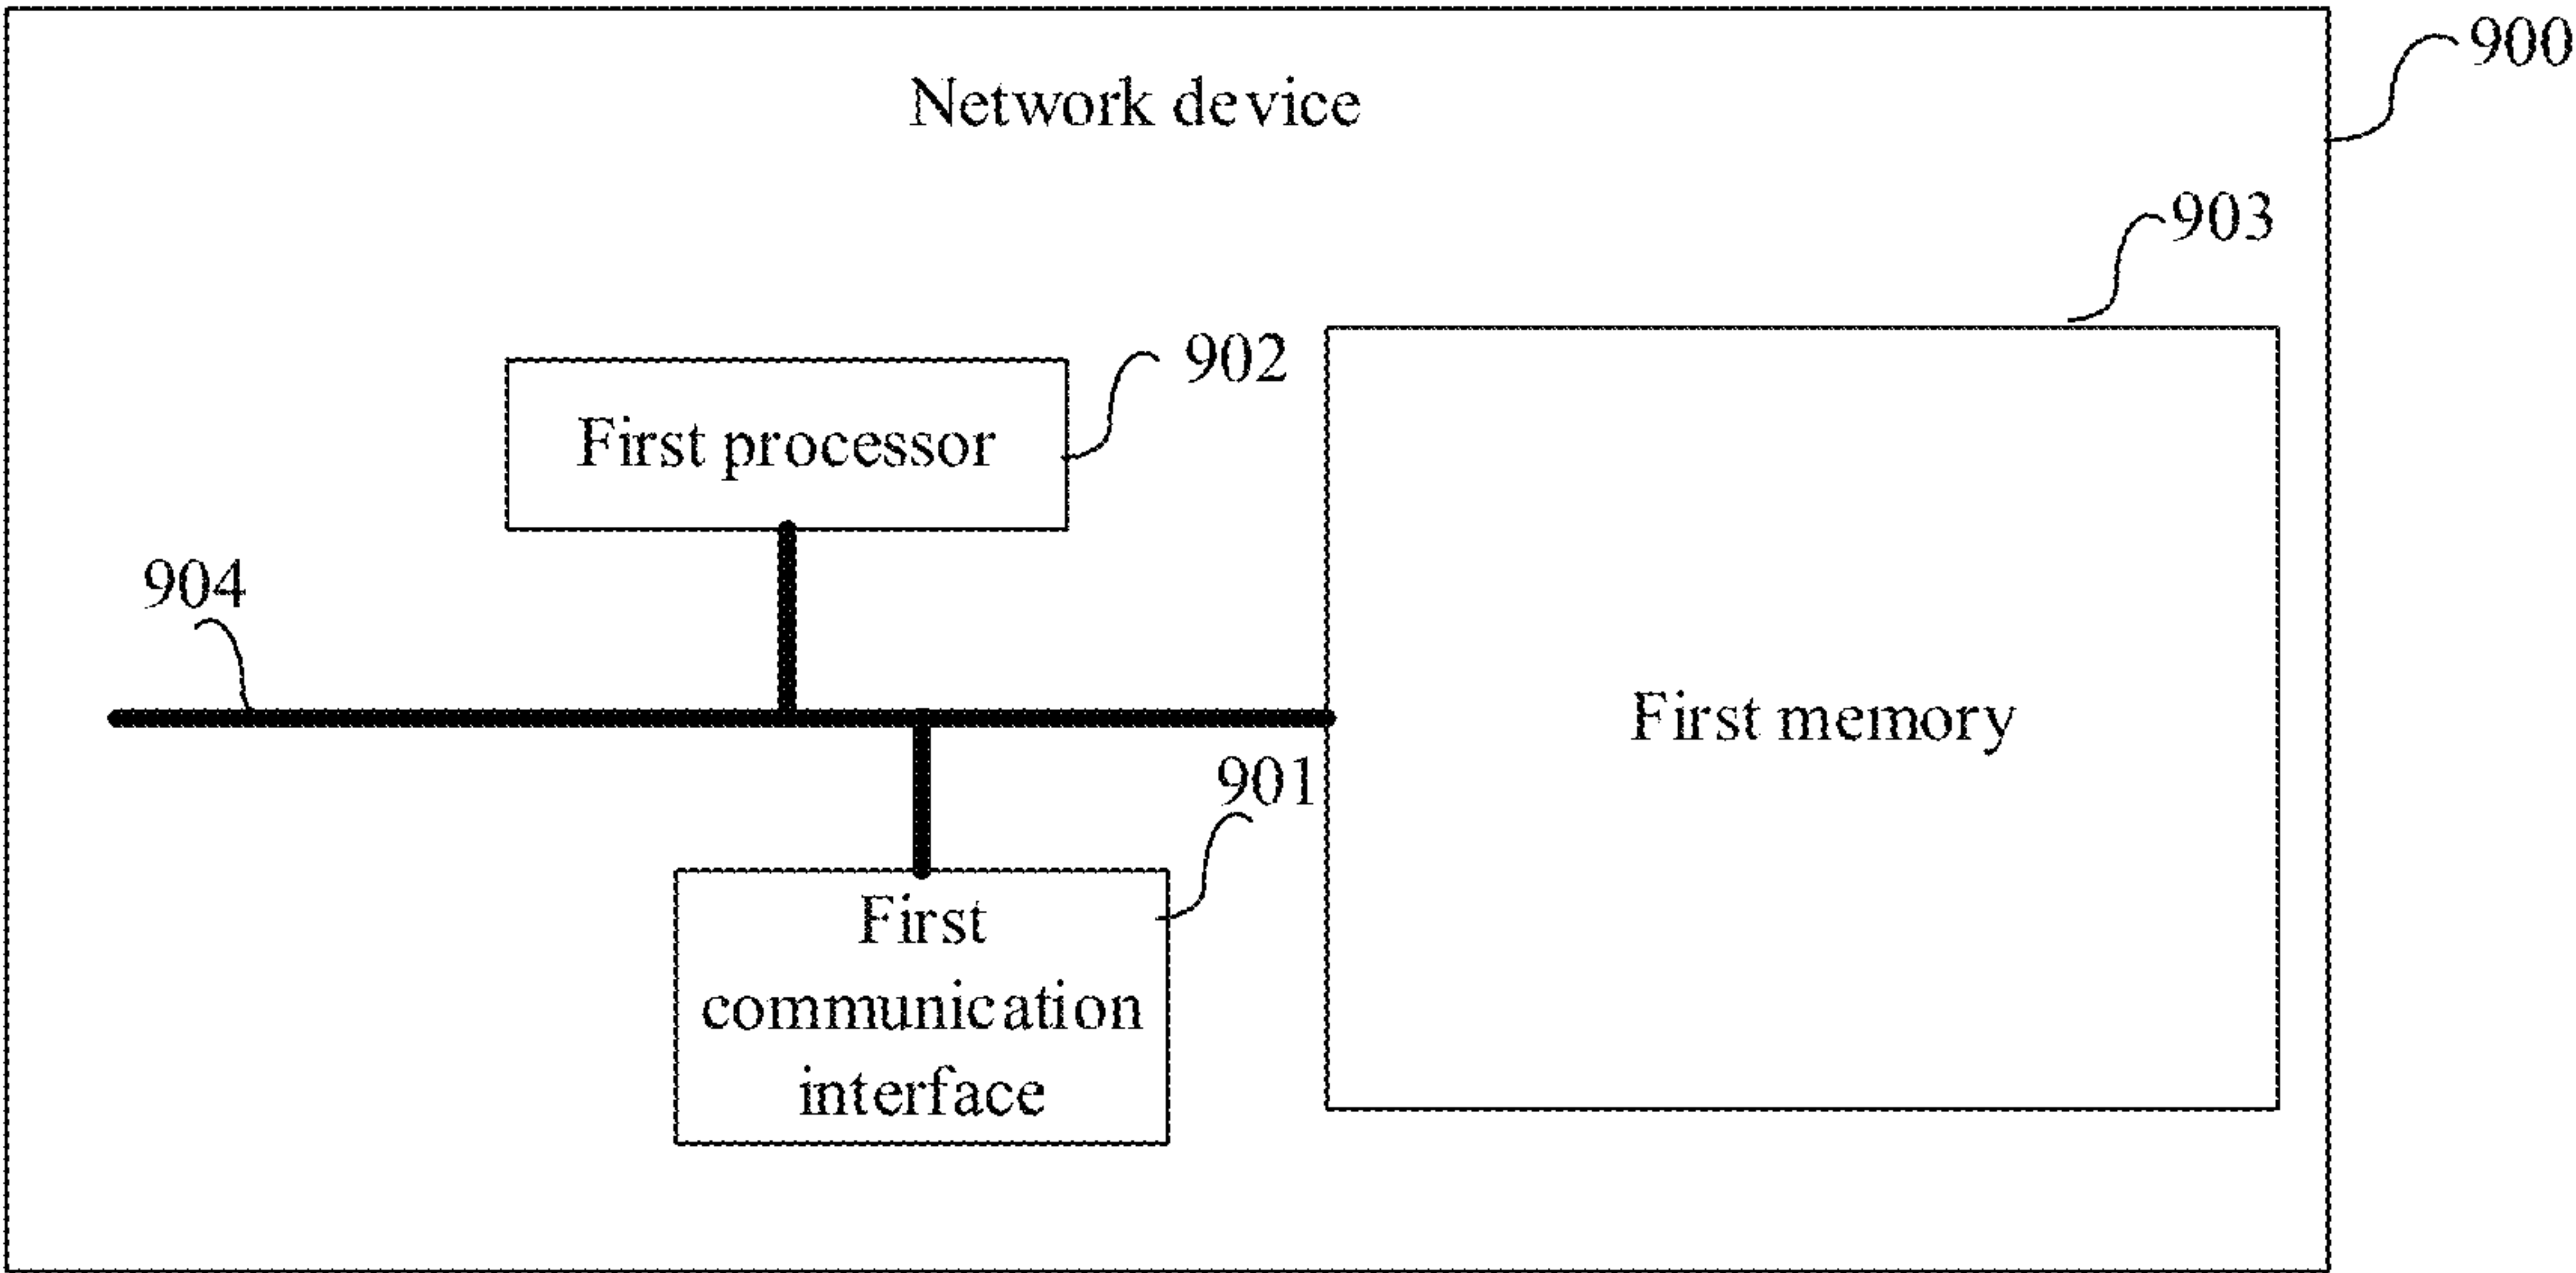 900
Network device
903
902
First processor
904
First memory
901
First
communication
interface